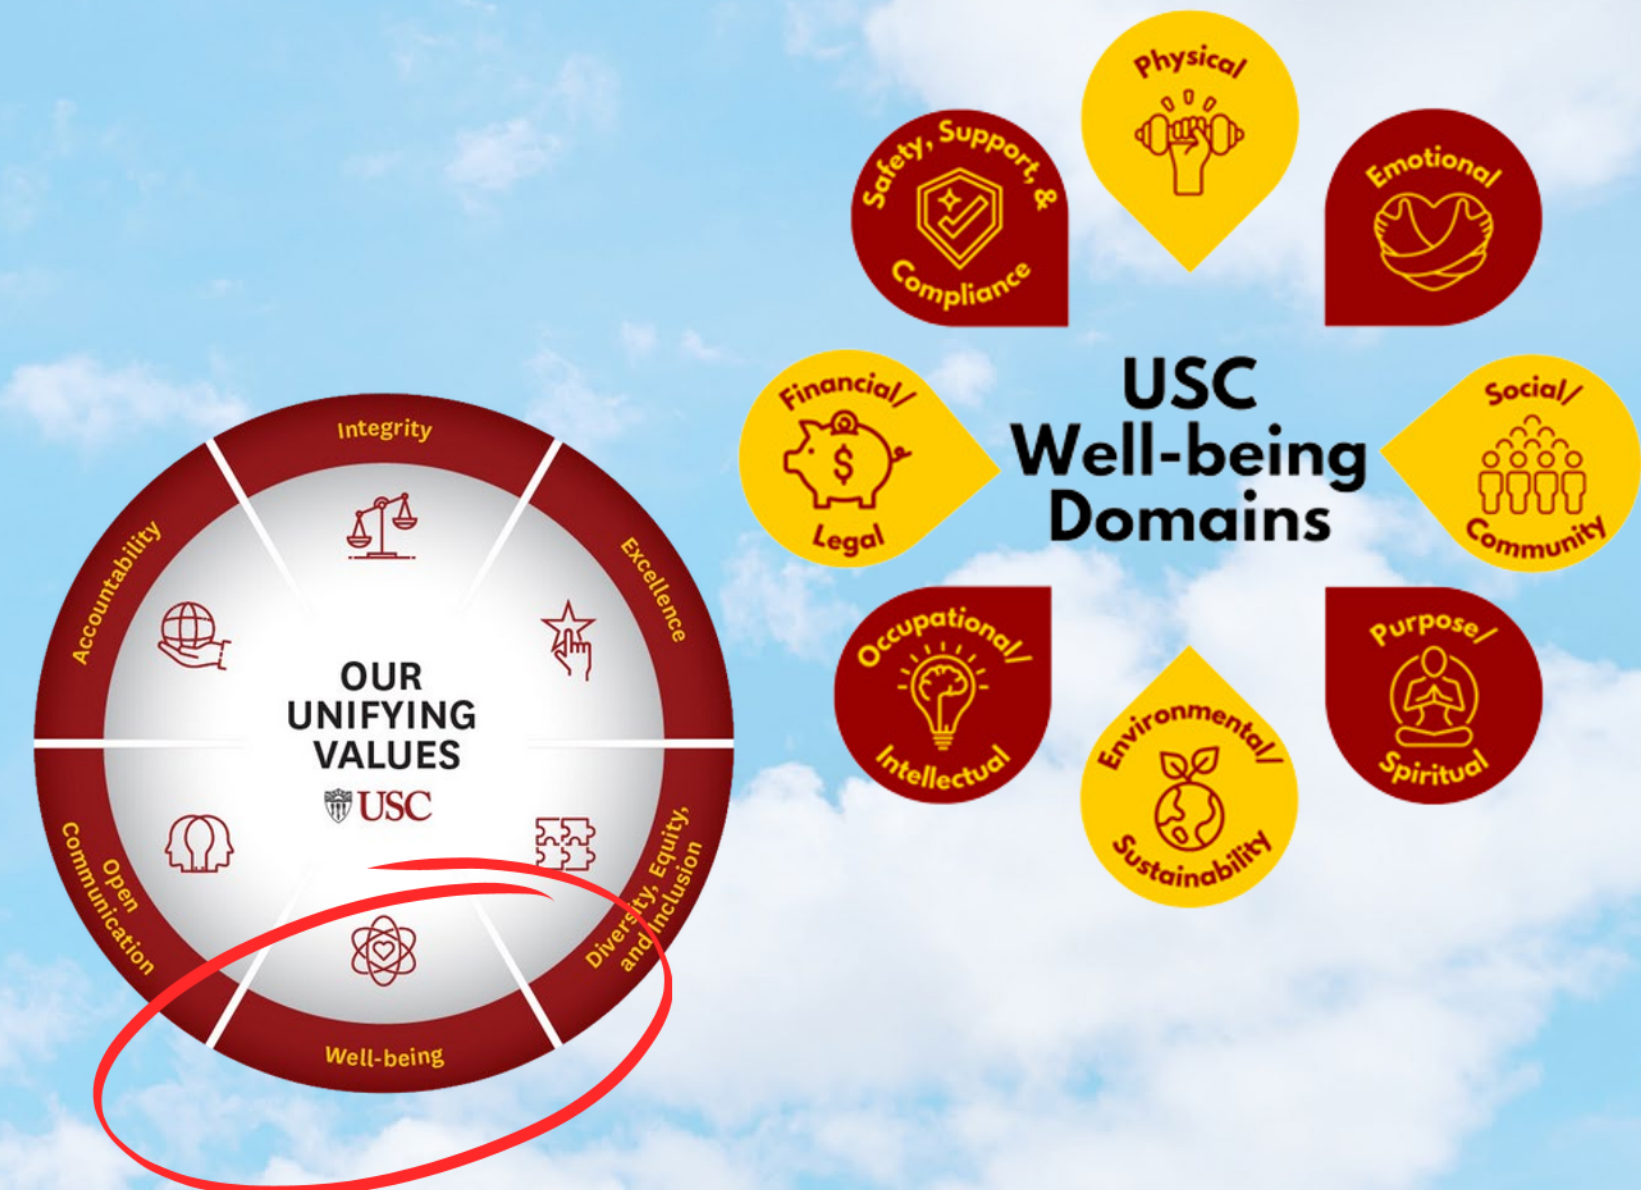 Integrity
Excellence
Diversity, Equity,
and Inclusion
Well-being
Open
Communication
Accountability
OUR
UNIFYING
VALUES
USC
Physical
Emotional
Social/
Community
Purpose/
Spiritual
Environmental/
Sustainability
Occupational/
Intellectual
Financial/
$
Legal
Safety, Support, &
Compliance
USC
Well-being
Domains